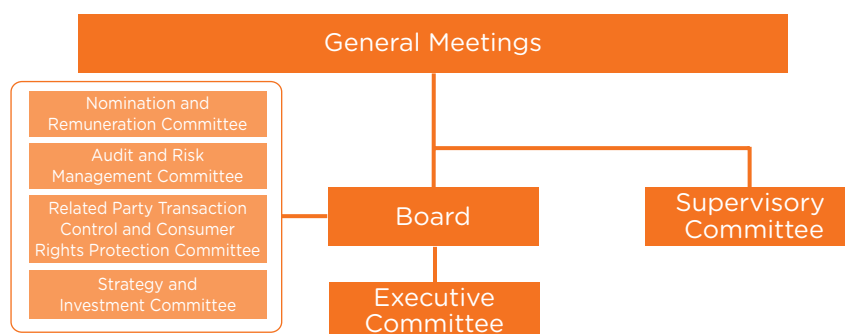 General Meetings
Nomination and
Remuneration Committee
Audit and Risk
Management Committee
Related Party Transaction
Control and Consumer
Rights Protection Committee
Strategy and
Investment Committee
Board
Supervisory
Committee
Executive
Committee